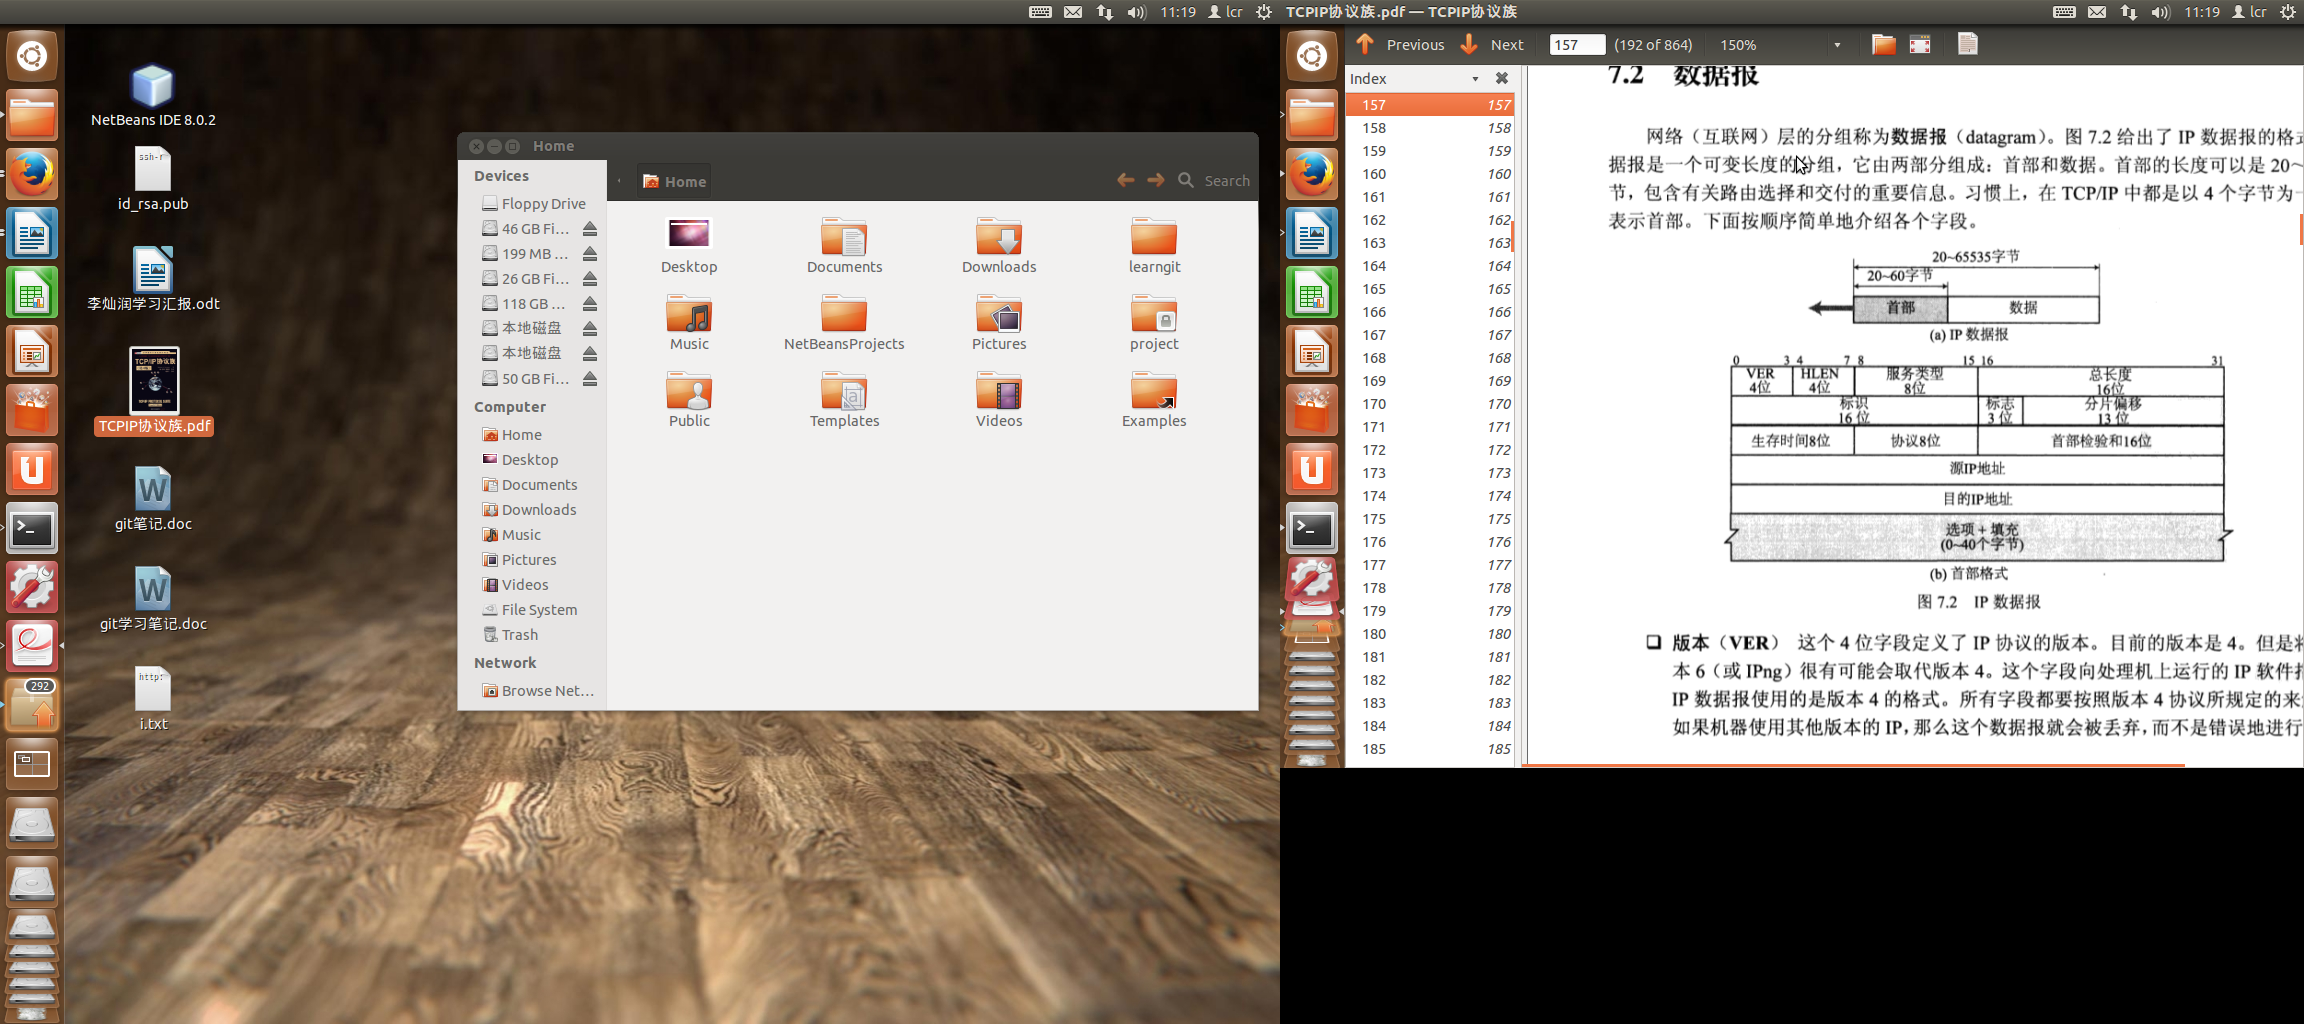 11:19 lcr
TCPIP协议族.pdf — TCPIP协议族
11:19 lcr
NetBeans IDE 8.0.2
ssh-r
id_rsa.pub
李灿润学习汇报.odt
TCP/IP协议族
TCPIP协议族.pdf
W
git笔记.doc
W
git学习笔记.doc
http:
i.txt
292
Home
Devices
Floppy Drive
46 GB Fi...
199 MB ...
26 GB Fi...
118 GB ...
本地磁盘
本地磁盘
50 GB Fi...
Computer
Home
Desktop
Documents
Downloads
Music
Pictures
Videos
File System
Trash
Network
Browse Net...
Home
Search
Desktop
Documents
Downloads
learngit
Music
NetBeansProjects
Pictures
project
Public
Templates
Videos
Examples
Previous Next 157 (192 of 864) 150%
Index
157 157
158 158
159 159
160 160
161 161
162 162
163 163
164 164
165 165
166 166
167 167
168 168
169 169
170 170
171 171
172 172
173 173
174 174
175 175
176 176
177 177
178 178
179 179
180 180
181 181
182 182
183 183
184 184
185 185
7.2 数据报
网络（互联网）层的分组称为数据报（datagram）。图 7.2 给出了 IP 数据报的格式
据报是一个可变长度的分组，它由两部分组成：首部和数据。首部的长度可以是 20~
节，包含有关路由选择和交付的重要信息。习惯上，在 TCP/IP 中都是以 4 个字节为一
表示首部。下面按顺序简单地介绍各个字段。
20~65535字节
20~60字节
首部 数据
(a) IP 数据报
0 3 4 7 8 15 16 31
VER 4位
HLEN 4位
服务类型 8位
总长度 16位
标识 16 位
标志 3 位
分片偏移 13 位
生存时间8位 协议8位 首部检验和16位
源IP地址
目的IP地址
选项 + 填充
(0~40个字节)
(b) 首部格式
图 7.2 IP 数据报
❑ 版本（VER） 这个 4 位字段定义了 IP 协议的版本。目前的版本是 4。但是将
本 6（或 IPng）很有可能会取代版本 4。这个字段向处理机上运行的 IP 软件指
IP 数据报使用的是版本 4 的格式。所有字段都要按照版本 4 协议所规定的来
如果机器使用其他版本的 IP，那么这个数据报就会被丢弃，而不是错误地进行